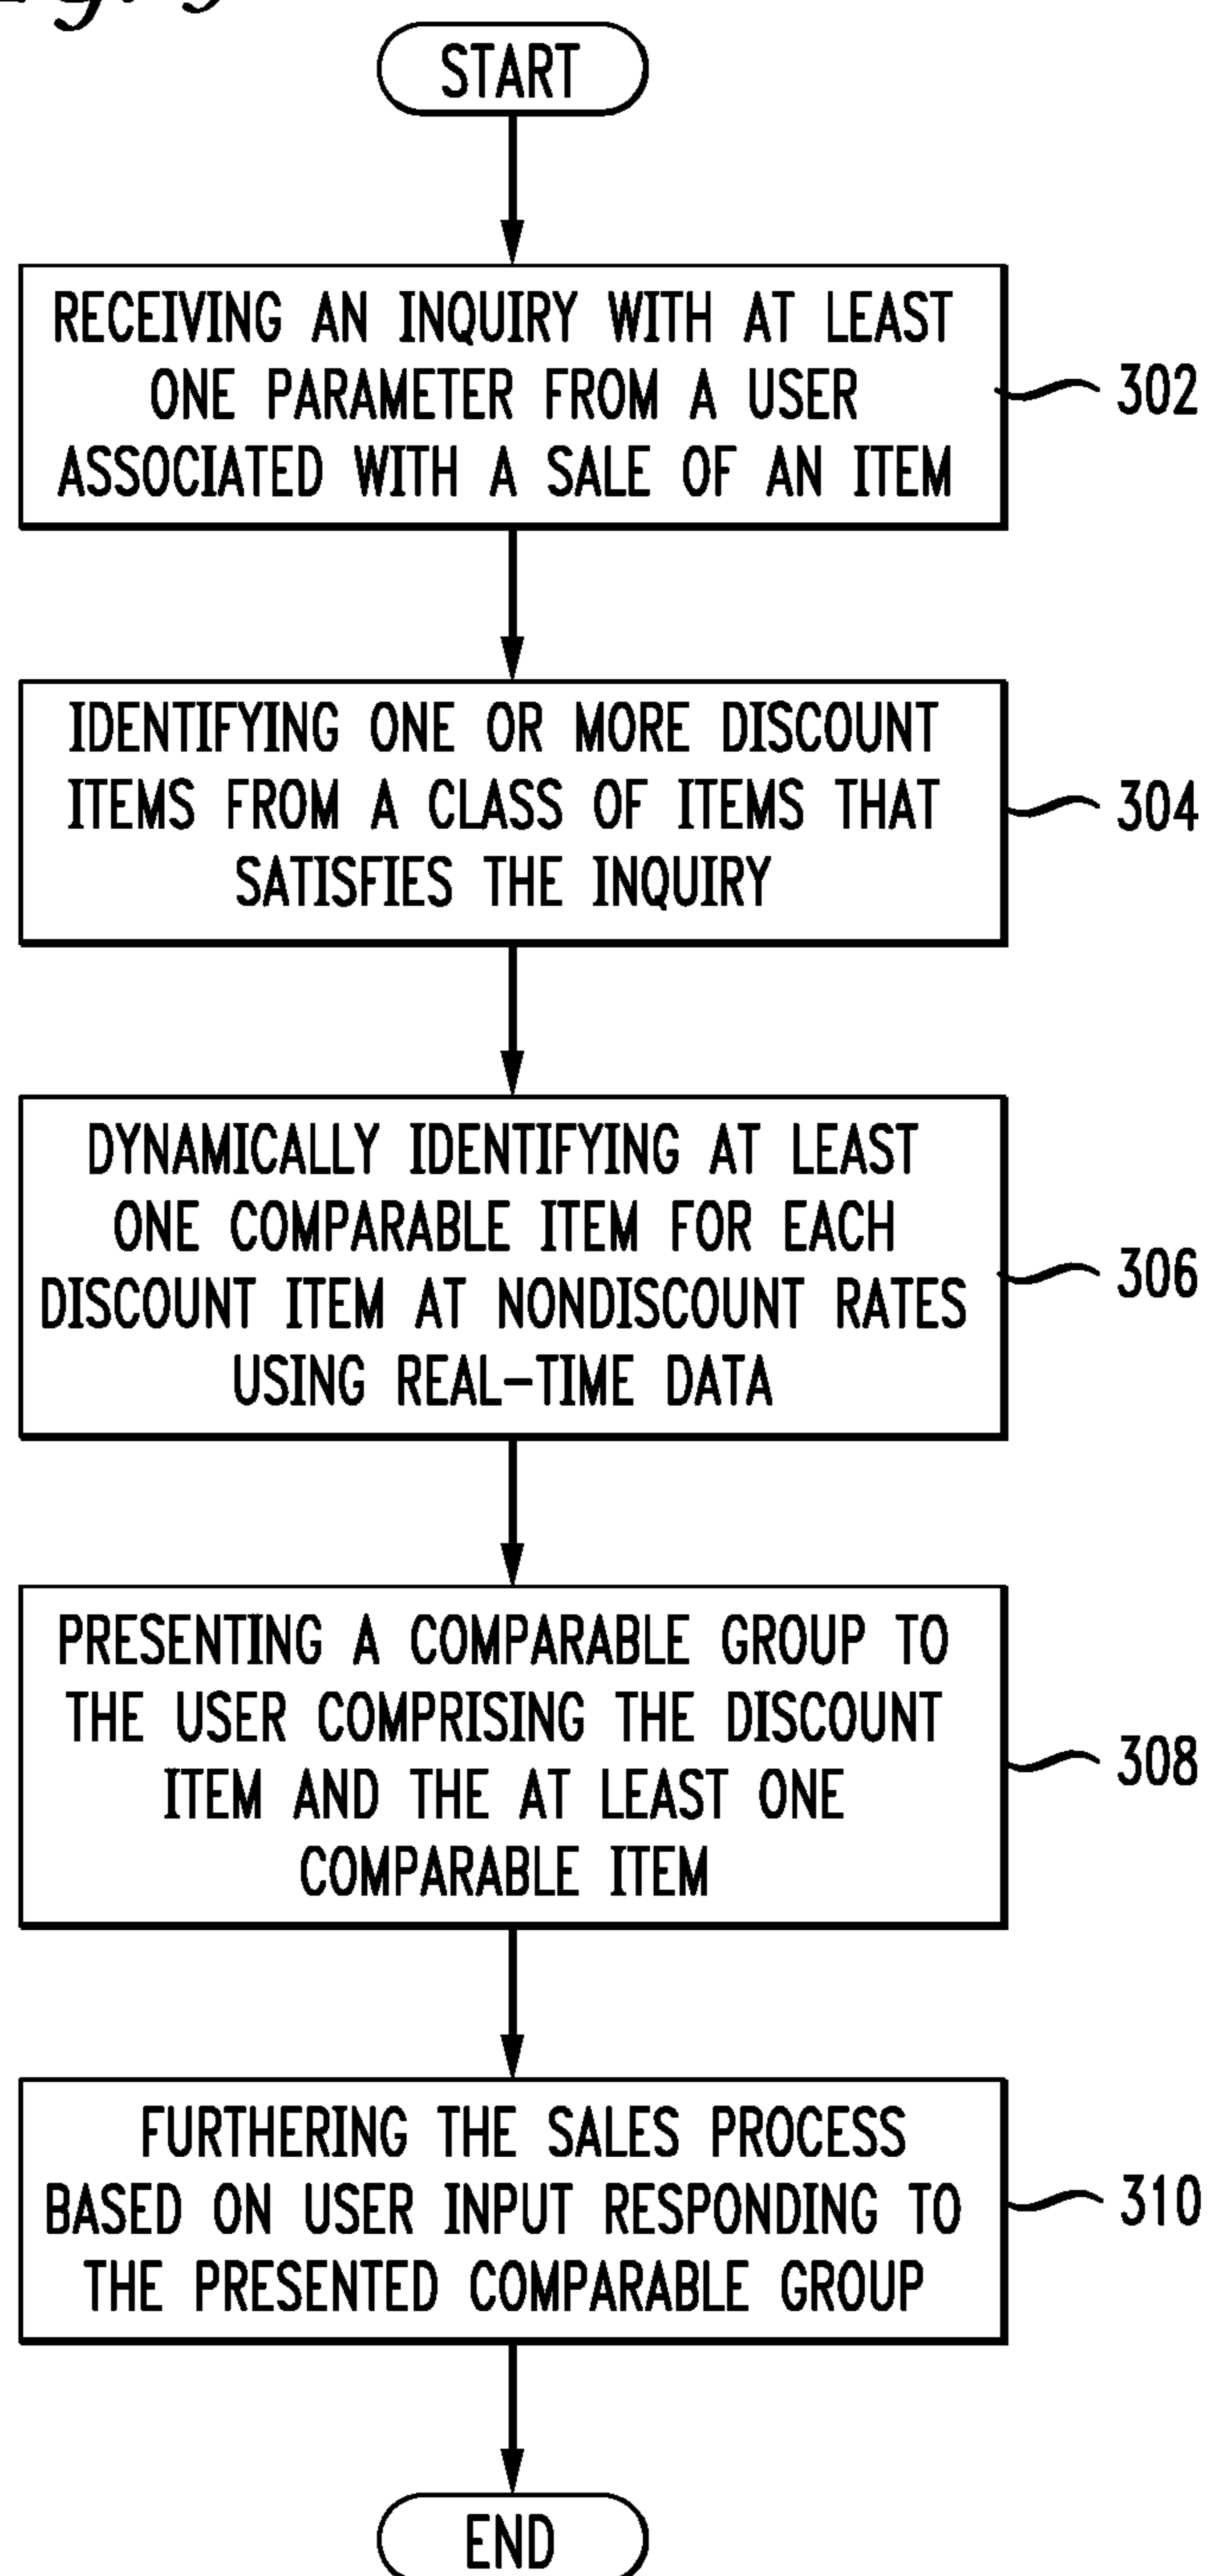 START
RECEIVING AN INQUIRY WITH AT LEAST
ONE PARAMETER FROM A USER
ASSOCIATED WITH A SALE OF AN ITEM
302
IDENTIFYING ONE OR MORE DISCOUNT
ITEMS FROM A CLASS OF ITEMS THAT
SATISFIES THE INQUIRY
304
DYNAMICALLY IDENTIFYING AT LEAST
ONE COMPARABLE ITEM FOR EACH
DISCOUNT ITEM AT NONDISCOUNT RATES
USING REAL-TIME DATA
306
PRESENTING A COMPARABLE GROUP TO
THE USER COMPRISING THE DISCOUNT
ITEM AND THE AT LEAST ONE
COMPARABLE ITEM
308
FURTHERING THE SALES PROCESS
BASED ON USER INPUT RESPONDING TO
THE PRESENTED COMPARABLE GROUP
310
END